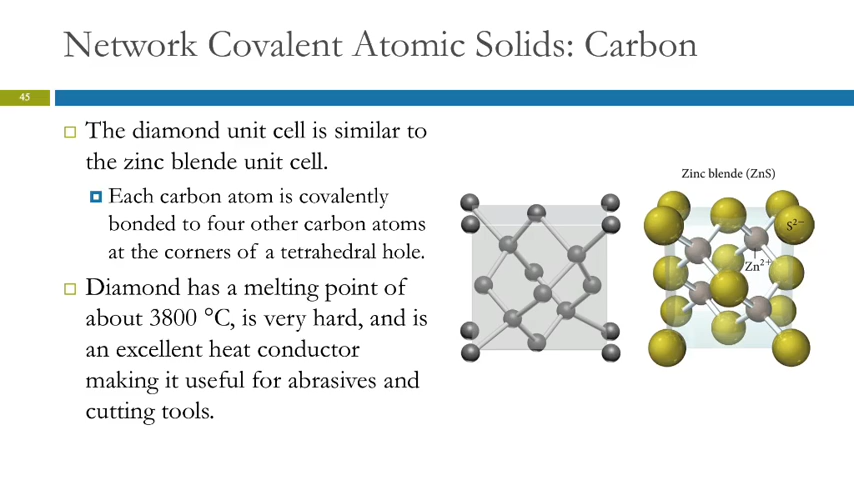 Network Covalent Atomic Solids: Carbon
45
The diamond unit cell is similar to
the zinc blende unit cell.
Each carbon atom is covalently
bonded to four other carbon atoms
at the corners of a tetrahedral hole.
Diamond has a melting point of
about 3800 °C, is very hard, and is
an excellent heat conductor
making it useful for abrasives and
cutting tools.
Zinc blende (ZnS)
S²⁻
Zn²⁺